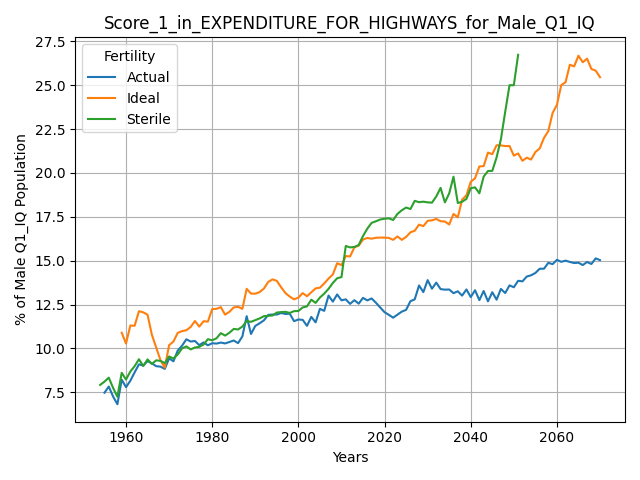 Score_1_in_EXPENDITURE_FOR_HIGHWAYS_for_Male_Q1_IQ
Fertility
Actual
Ideal
Sterile
% of Male Q1_IQ Population
27.5
25.0
22.5
20.0
17.5
15.0
12.5
10.0
7.5
1960
1980
2000
2020
2040
2060
Years